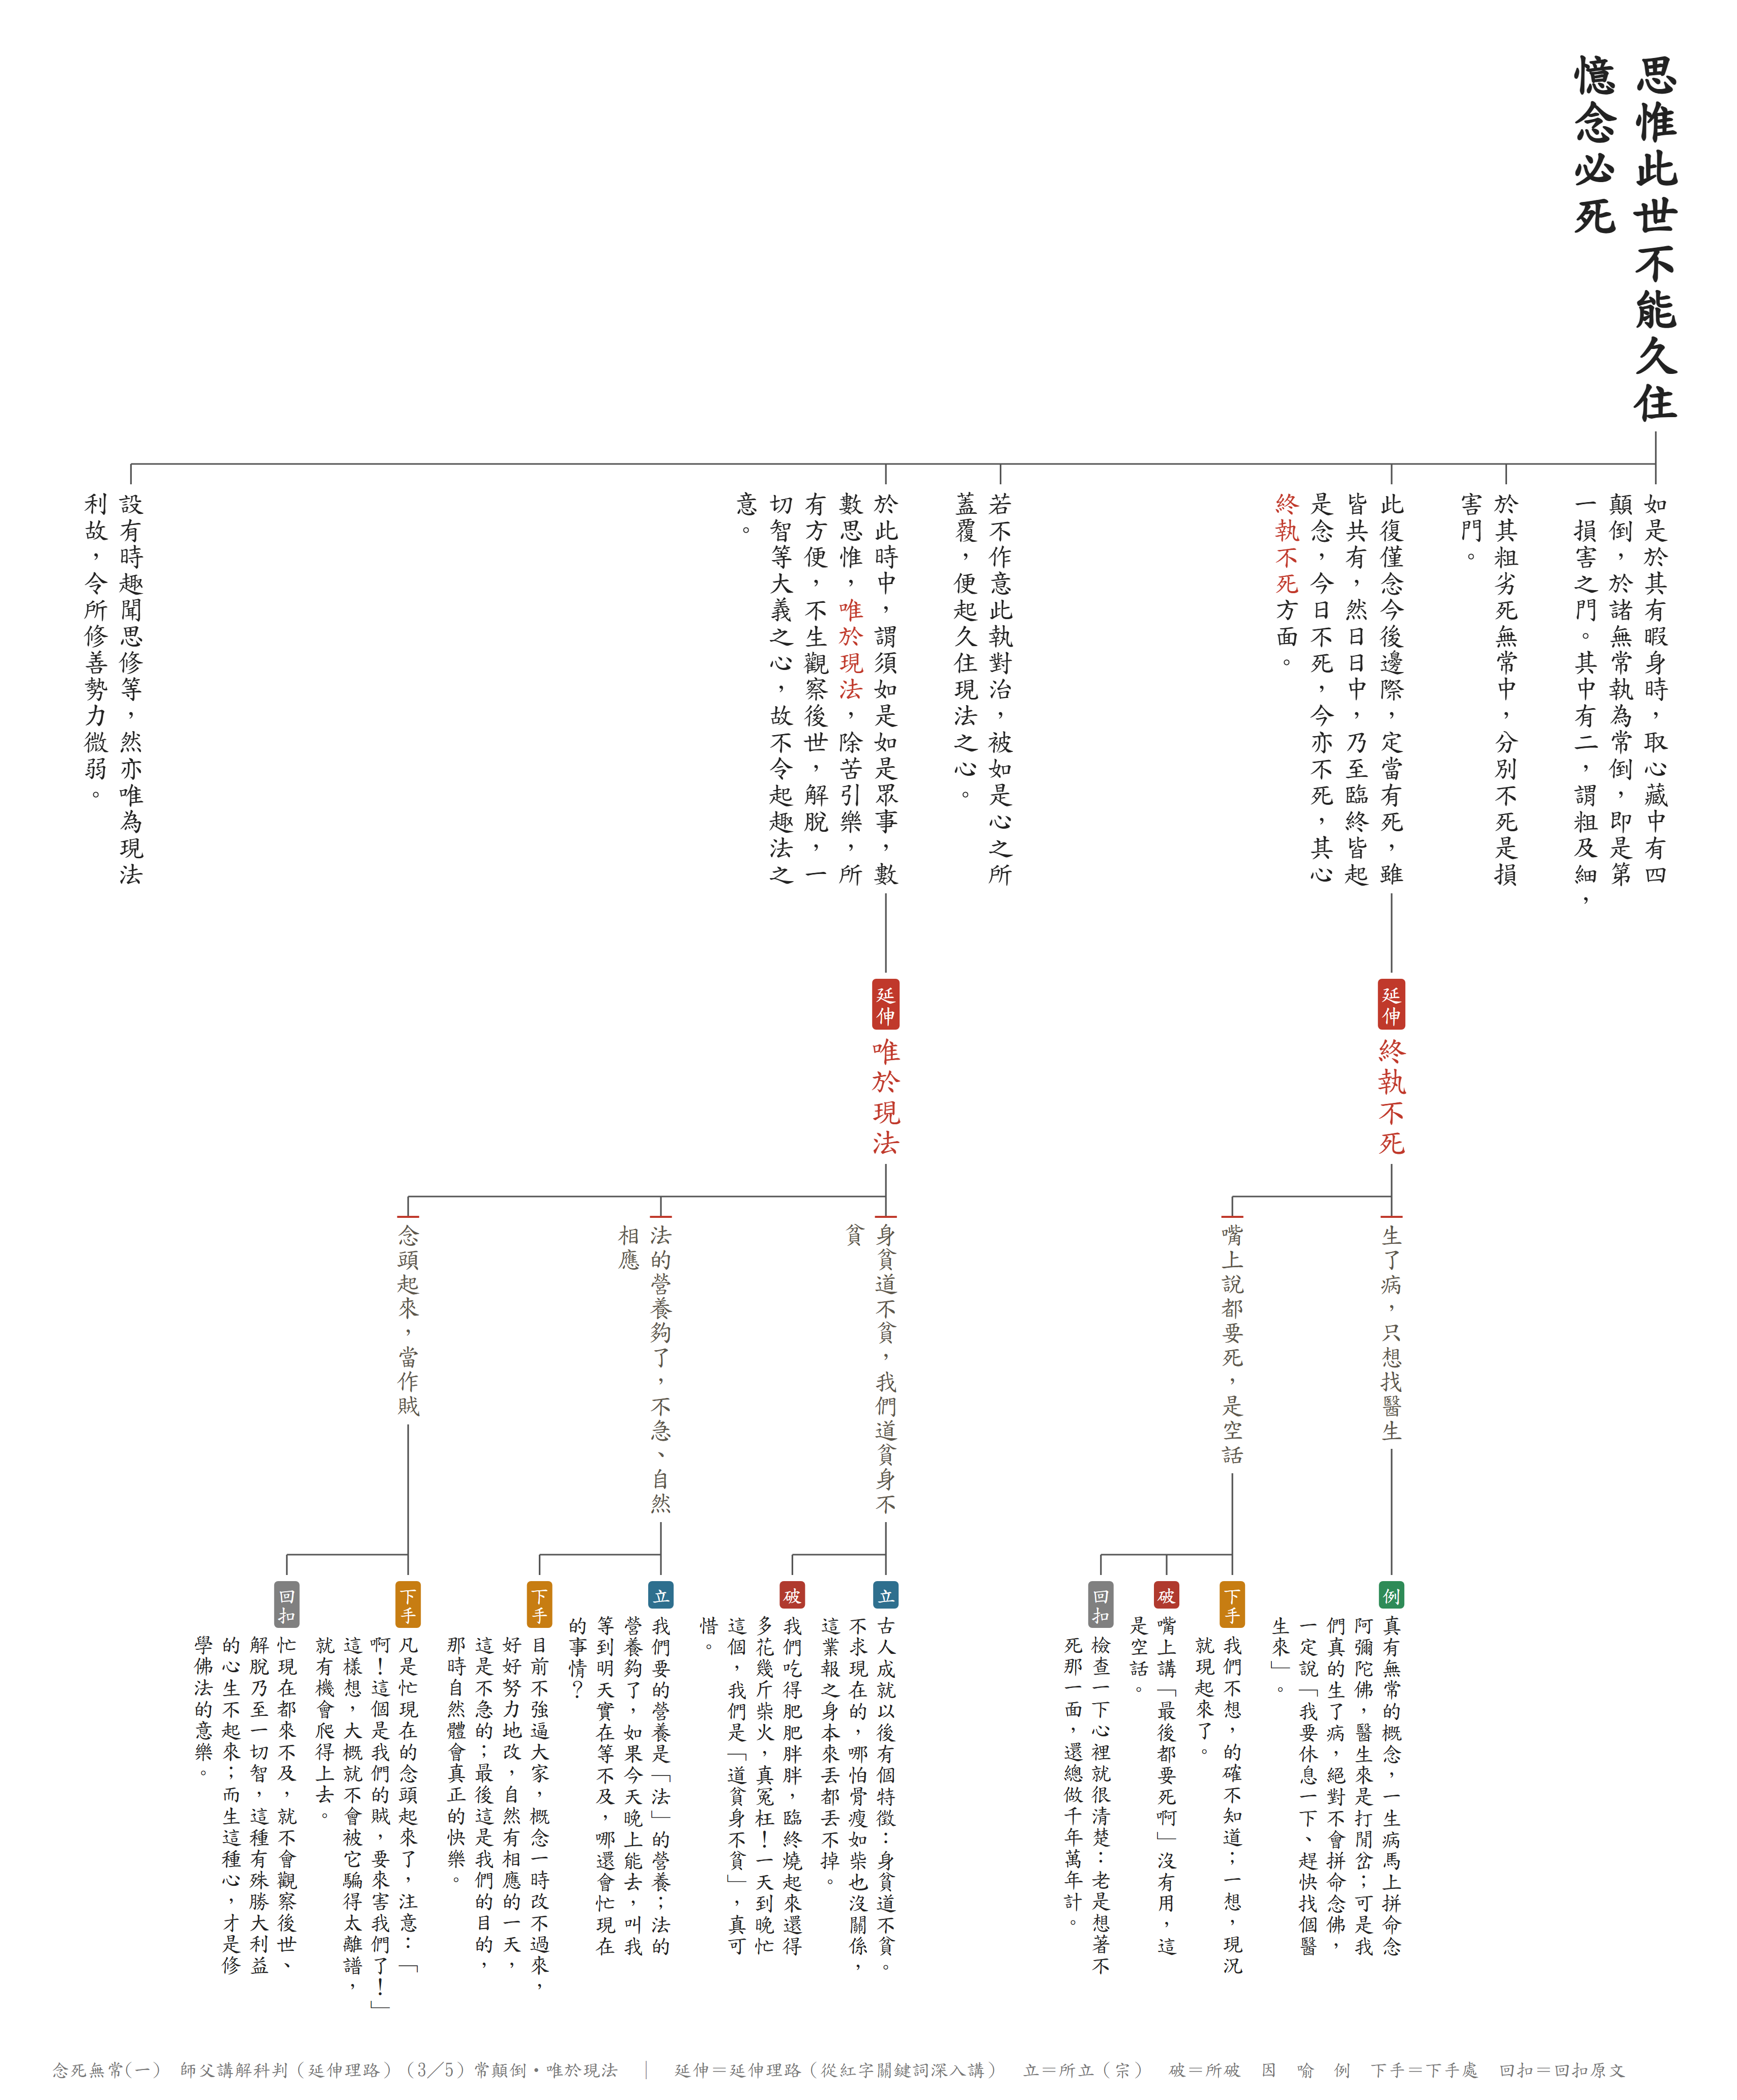 思惟此世不能久住
憶念必死
如是於其有暇身時，取心藏中有四
顛倒，於諸無常執為常倒，即是第
一損害之門。其中有二，謂粗及細，
於其粗劣死無常中，分別不死是損
害門。
此復僅念今後邊際，定當有死，雖
皆共有，然日日中，乃至臨終皆起
是念，今日不死，今亦不死，其心
終執不死方面。
若不作意此執對治，被如是心之所
蓋覆，便起久住現法之心。
於此時中，謂須如是如是眾事，數
數思惟，唯於現法，除苦引樂，所
有方便，不生觀察後世，解脫，一
切智等大義之心，故不令起趣法之
意。
設有時趣聞思修等，然亦唯為現法
利故，令所修善勢力微弱。
延伸
終執不死
生了病，只想找醫生
例
真有無常的概念，一生病馬上拼命念
阿彌陀佛，醫生來是打閒岔；可是我
們真的生了病，絕對不會拼命念佛，
一定說「我要休息一下、趕快找個醫
生來」。
嘴上說都要死，是空話
下手
我們不想，的確不知道；一想，現況
就現起來了。
破
嘴上講「最後都要死啊」沒有用，這
是空話。
回扣
檢查一下心裡就很清楚：老是想著不
死那一面，還總做千年萬年計。
延伸
唯於現法
身貧道不貧，我們道貧身不
貧
立
古人成就以後有個特徵：身貧道不貧。
不求現在的，哪怕骨瘦如柴也沒關係，
這業報之身本來丟都丟不掉。
破
我們吃得肥肥胖胖，臨終燒起來還得
多花幾斤柴火，真冤枉！一天到晚忙
這個，我們是「道貧身不貧」，真可
惜。
法的營養夠了，不急、自然
相應
立
我們要的營養是「法」的營養；法的
營養夠了，如果今天晚上能去，叫我
等到明天實在等不及，哪還會忙現在
的事情？
下手
目前不強逼大家，概念一時改不過來，
好好努力地改，自然有相應的一天，
這是不急的；最後這是我們的目的，
那時自然體會真正的快樂。
念頭起來，當作賊
下手
凡是忙現在的念頭起來了，注意：「
啊！這個是我們的賊，要來害我們了！」
這樣想，大概就不會被它騙得太離譜，
就有機會爬得上去。
回扣
忙現在都來不及，就不會觀察後世、
解脫乃至一切智，這種有殊勝大利益
的心生不起來；而生這種心，才是修
學佛法的意樂。
念死無常(一)　師父講解科判（延伸理路）（3／5）常顛倒・唯於現法　｜　延伸＝延伸理路（從紅字關鍵詞深入講）　立＝所立（宗）　破＝所破　因　喻　例　下手＝下手處　回扣＝回扣原文